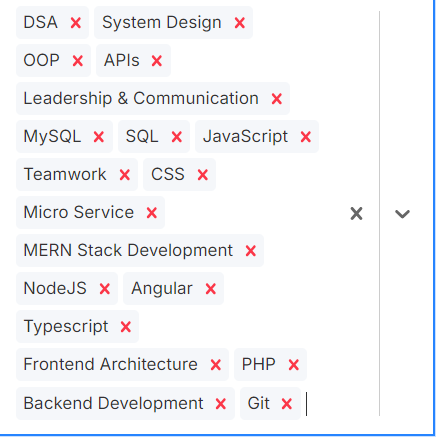 DSA System Design
OOP APIs
Leadership & Communication
MySQL SQL JavaScript
Teamwork CSS
Micro Service
MERN Stack Development
NodeJS Angular
Typescript
Frontend Architecture PHP
Backend Development Git